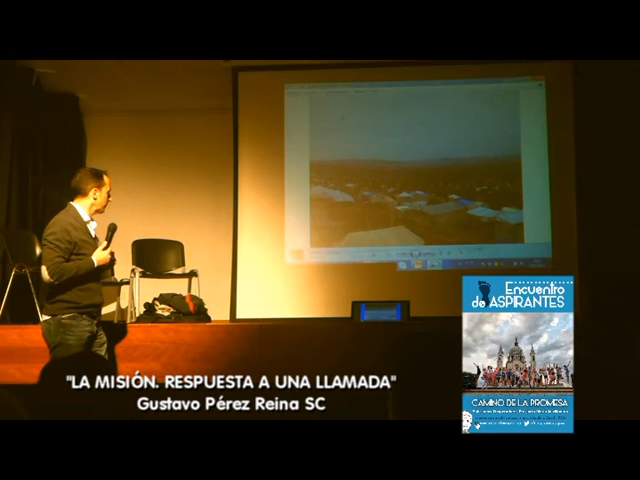 Encuentro
de ASPIRANTES
CAMINO DE LA PROMESA
"LA MISIÓN. RESPUESTA A UNA LLAMADA"
Gustavo Pérez Reina SC